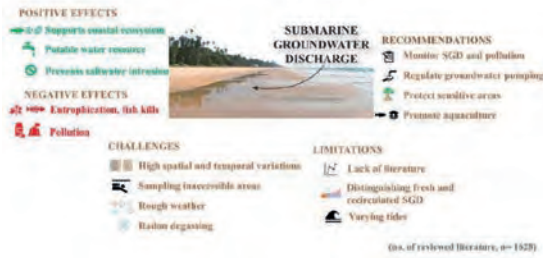 POSITIVE EFFECTS
Supports coastal ecosystem
Potable water resource
Prevents saltwater intrusion
NEGATIVE EFFECTS
Eutrophication, fish kills
Pollution
SUBMARINE
GROUNDWATER
DISCHARGE
RECOMMENDATIONS
Monitor SGD and pollution
Regulate groundwater pumping
Protect sensitive areas
Promote aquaculture
CHALLENGES
High spatial and temporal variations
Sampling inaccessible areas
Rough weather
Radon degassing
LIMITATIONS
Lack of literature
Distinguishing fresh and
recirculated SGD
Varying tides
(no. of reviewed literature, n= 1628)